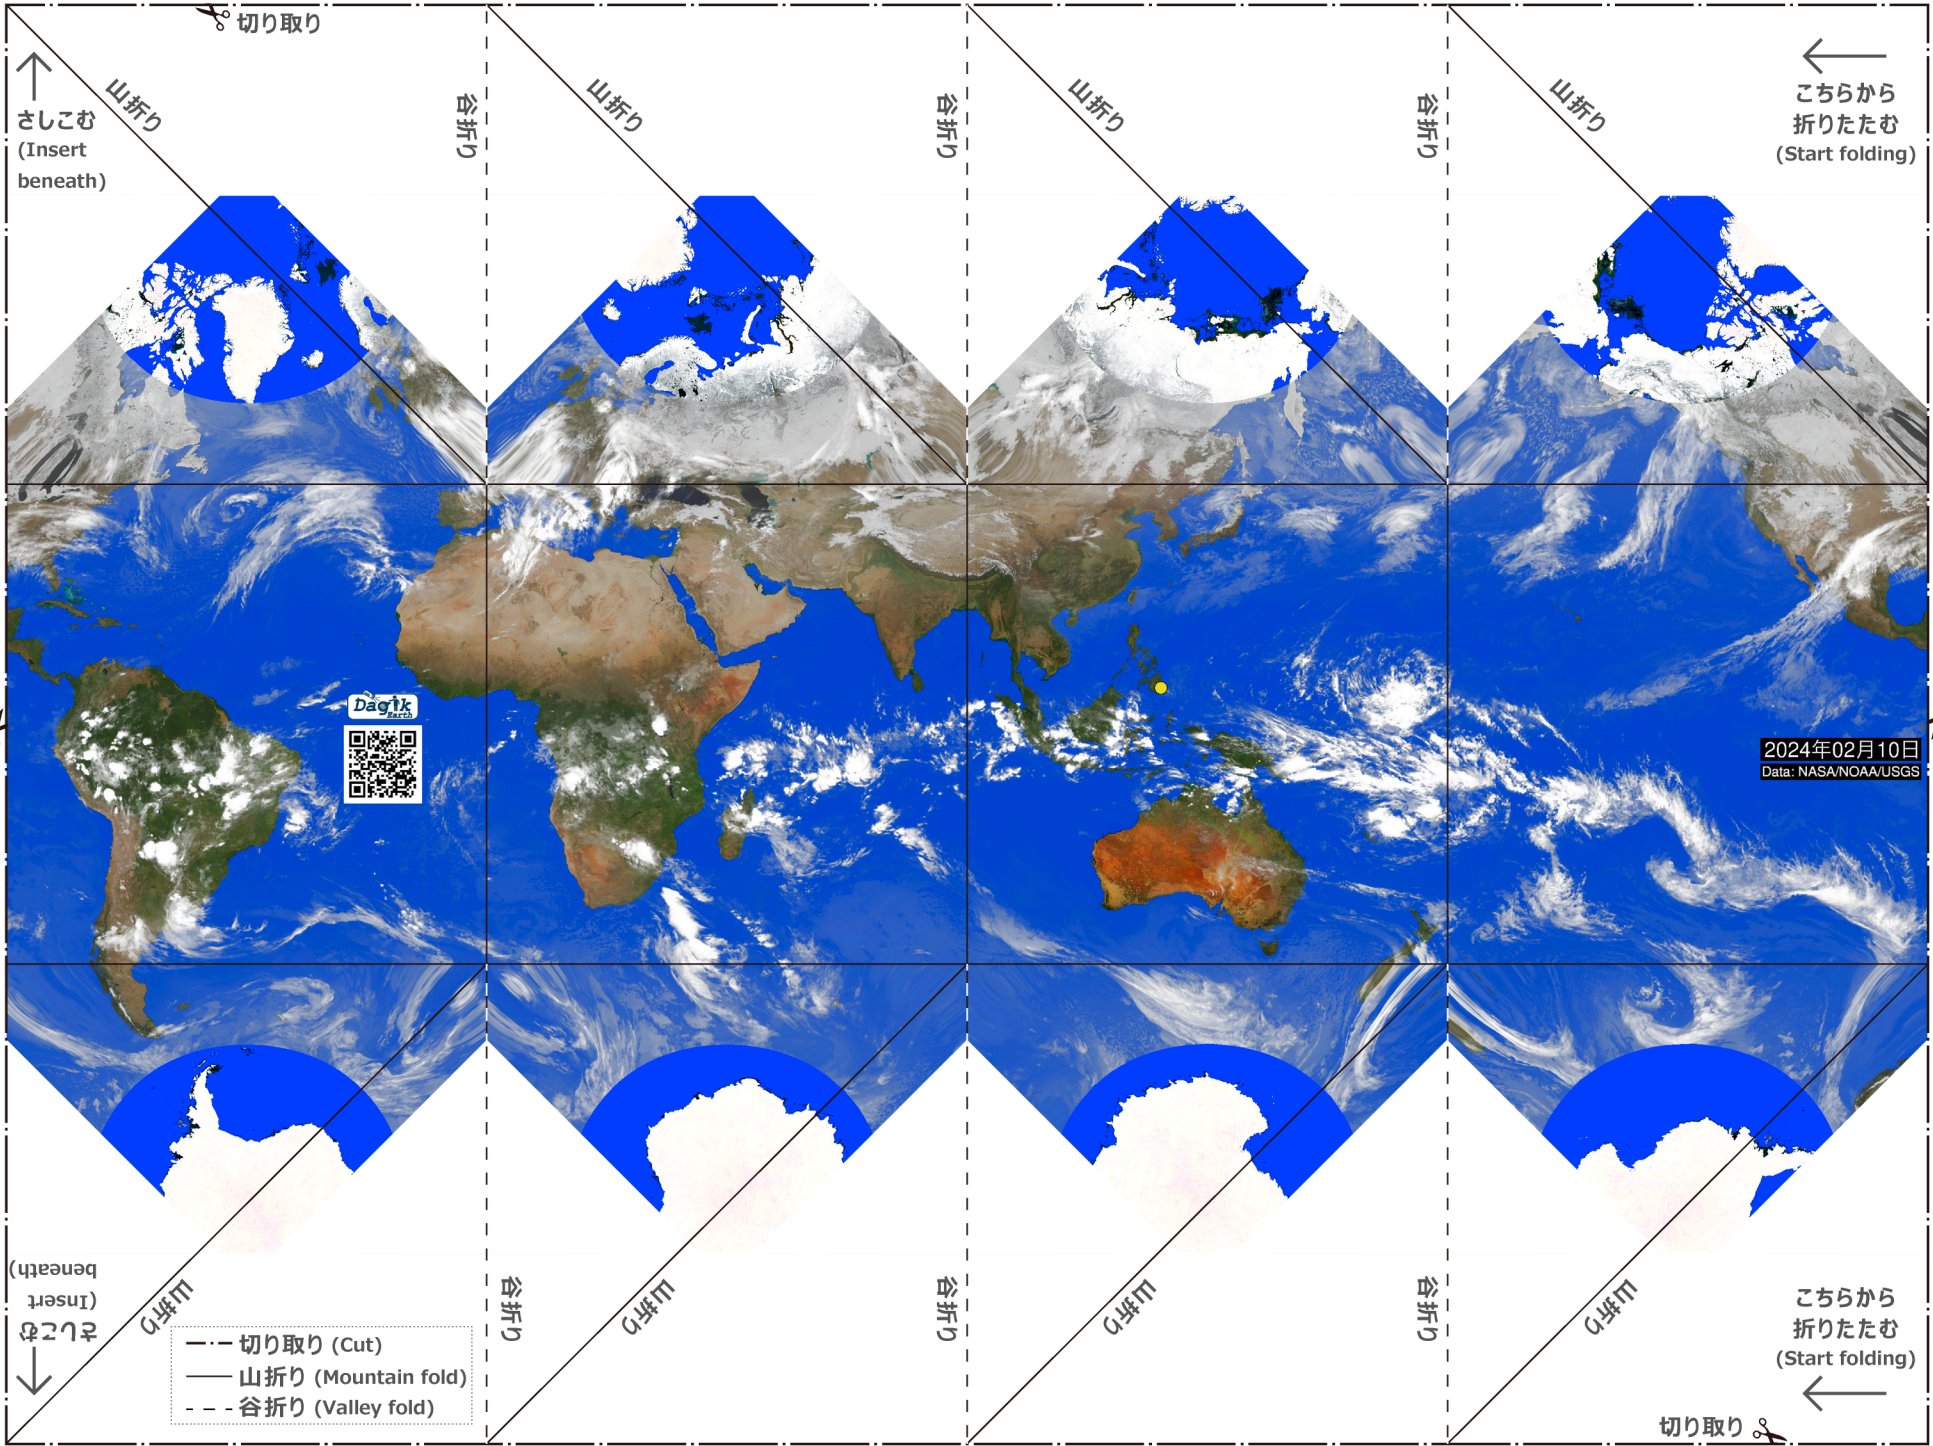 切り取り
さしこむ
(Insert
beneath)
山折り
谷折り
山折り
谷折り
山折り
谷折り
山折り
こちらから
折りたたむ
(Start folding)
Dagik
Earth
2024年02月10日
Data: NASA/NOAA/USGS
さしこむ
(Insert
beneath)
山折り
谷折り
山折り
谷折り
山折り
谷折り
山折り
こちらから
折りたたむ
(Start folding)
切り取り (Cut)
山折り (Mountain fold)
谷折り (Valley fold)
切り取り